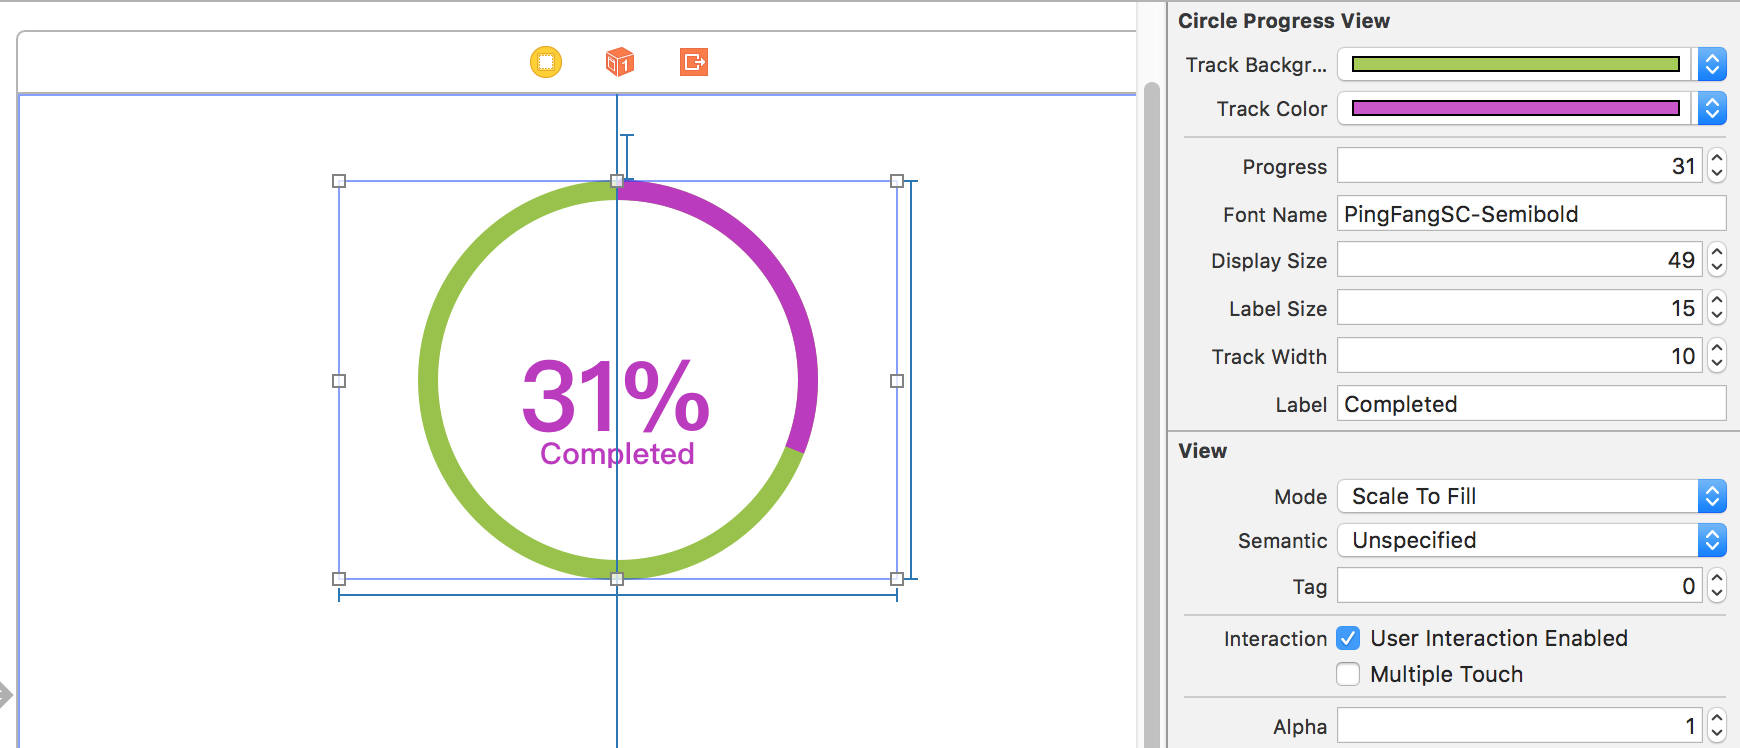 1
31%
Completed
Circle Progress View
Track Backgr...
Track Color
Progress 31
Font Name PingFangSC-Semibold
Display Size 49
Label Size 15
Track Width 10
Label Completed
View
Mode Scale To Fill
Semantic Unspecified
Tag 0
Interaction User Interaction Enabled
Multiple Touch
Alpha 1